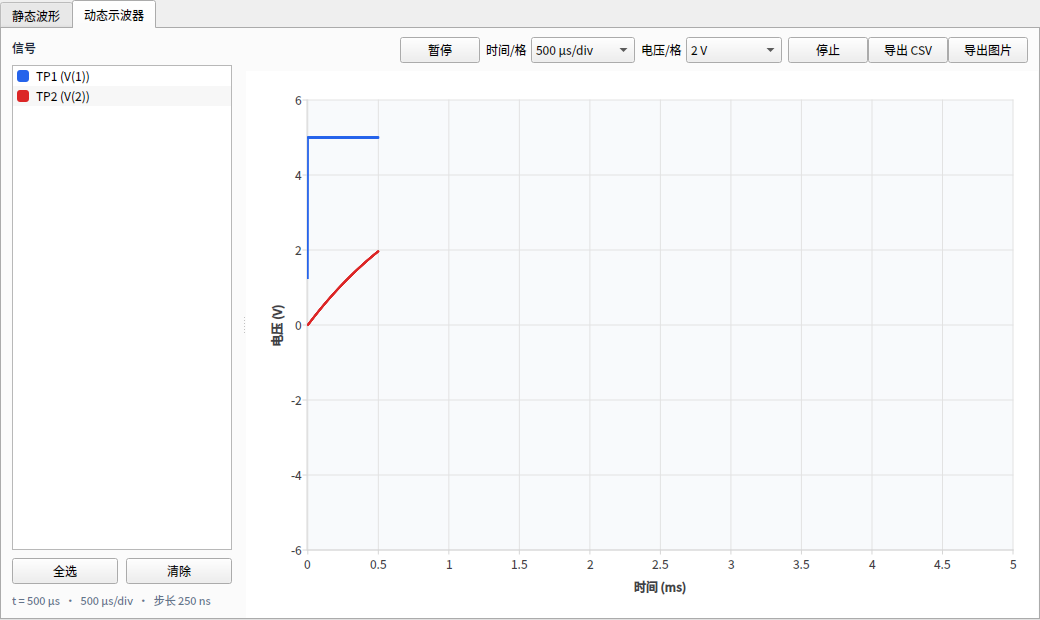 静态波形 动态示波器
信号 暂停 时间/格 500 µs/div 电压/格 2 V 停止 导出 CSV 导出图片
TP1 (V(1))
TP2 (V(2))
6
4
2
0
-2
-4
-6
电压 (V)
0 0.5 1 1.5 2 2.5 3 3.5 4 4.5 5
时间 (ms)
全选 清除
t = 500 µs · 500 µs/div · 步长 250 ns